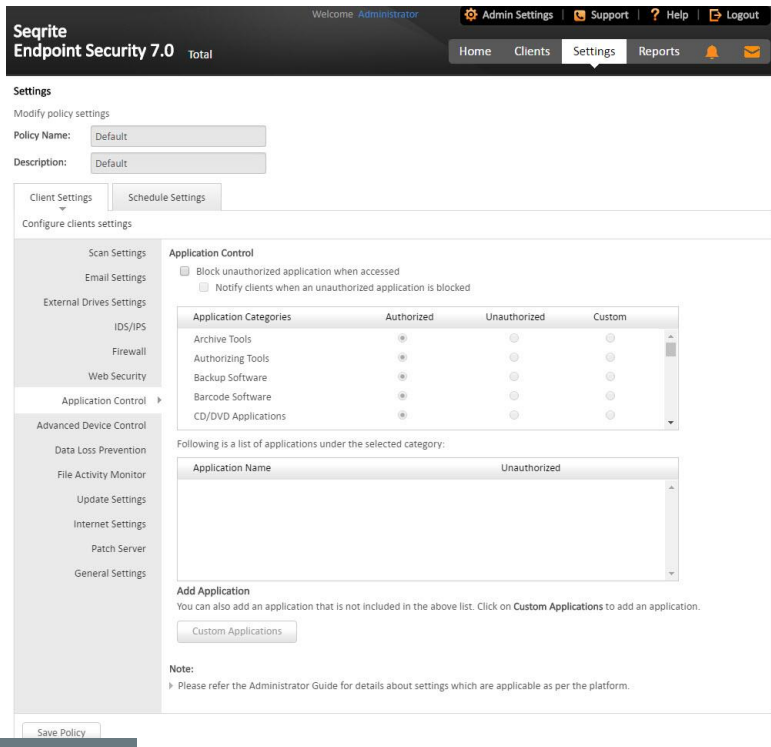 Welcome Administrator
Admin Settings | Support | ? Help | Logout
Seqrite
Endpoint Security 7.0 Total
Home Clients Settings Reports
Settings
Modify policy settings
Policy Name: Default
Description: Default
Client Settings Schedule Settings
Configure clients settings
Scan Settings
Email Settings
External Drives Settings
IDS/IPS
Firewall
Web Security
Application Control
Advanced Device Control
Data Loss Prevention
File Activity Monitor
Update Settings
Internet Settings
Patch Server
General Settings
Application Control
Block unauthorized application when accessed
Notify clients when an unauthorized application is blocked
Application Categories Authorized Unauthorized Custom
Archive Tools
Authorizing Tools
Backup Software
Barcode Software
CD/DVD Applications
Following is a list of applications under the selected category:
Application Name Unauthorized
Add Application
You can also add an application that is not included in the above list. Click on Custom Applications to add an application.
Custom Applications
Note:
Please refer the Administrator Guide for details about settings which are applicable as per the platform.
Save Policy